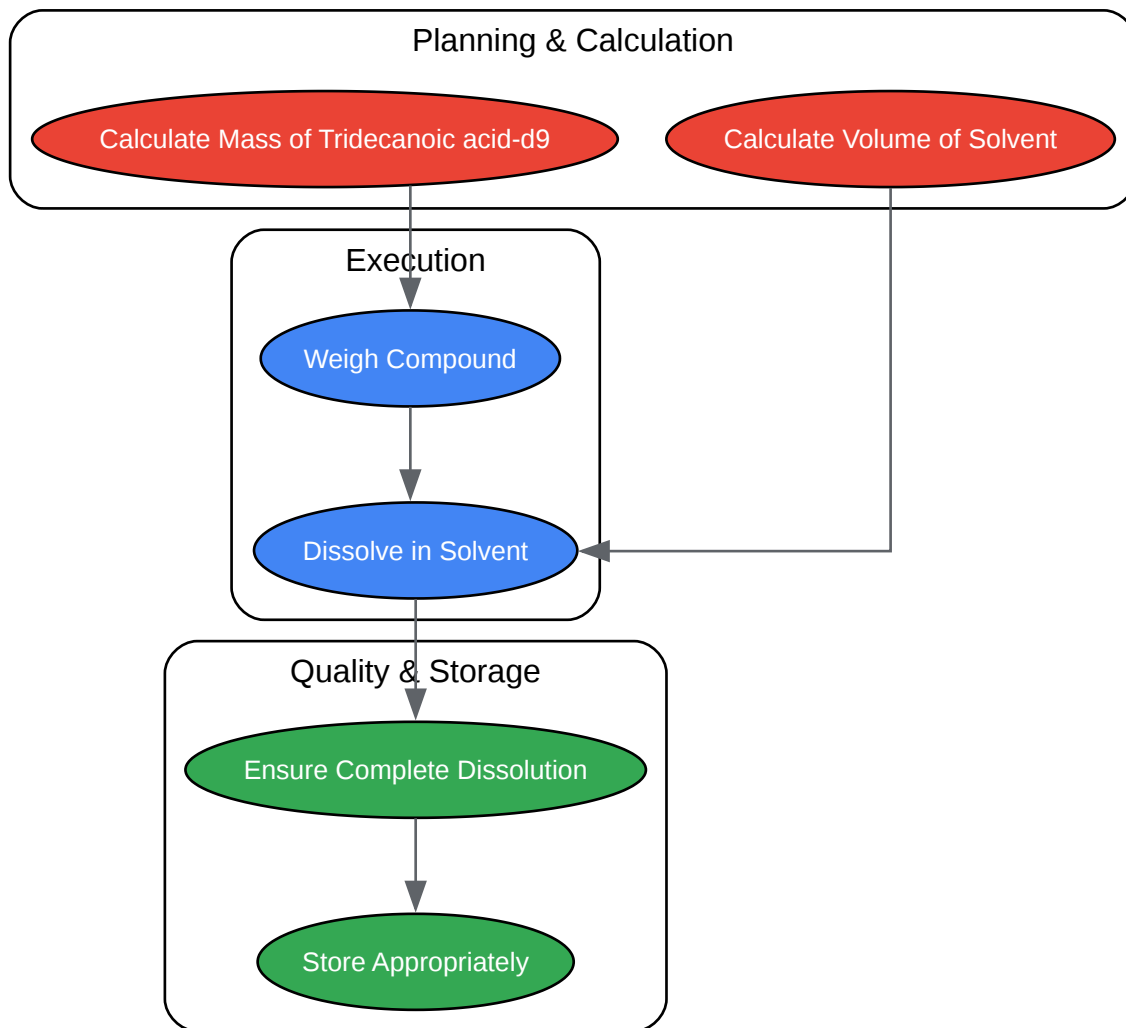 Planning & Calculation
Calculate Mass of Tridecanoic acid-d9
Calculate Volume of Solvent
Execution
Weigh Compound
Dissolve in Solvent
Quality & Storage
Ensure Complete Dissolution
Store Appropriately